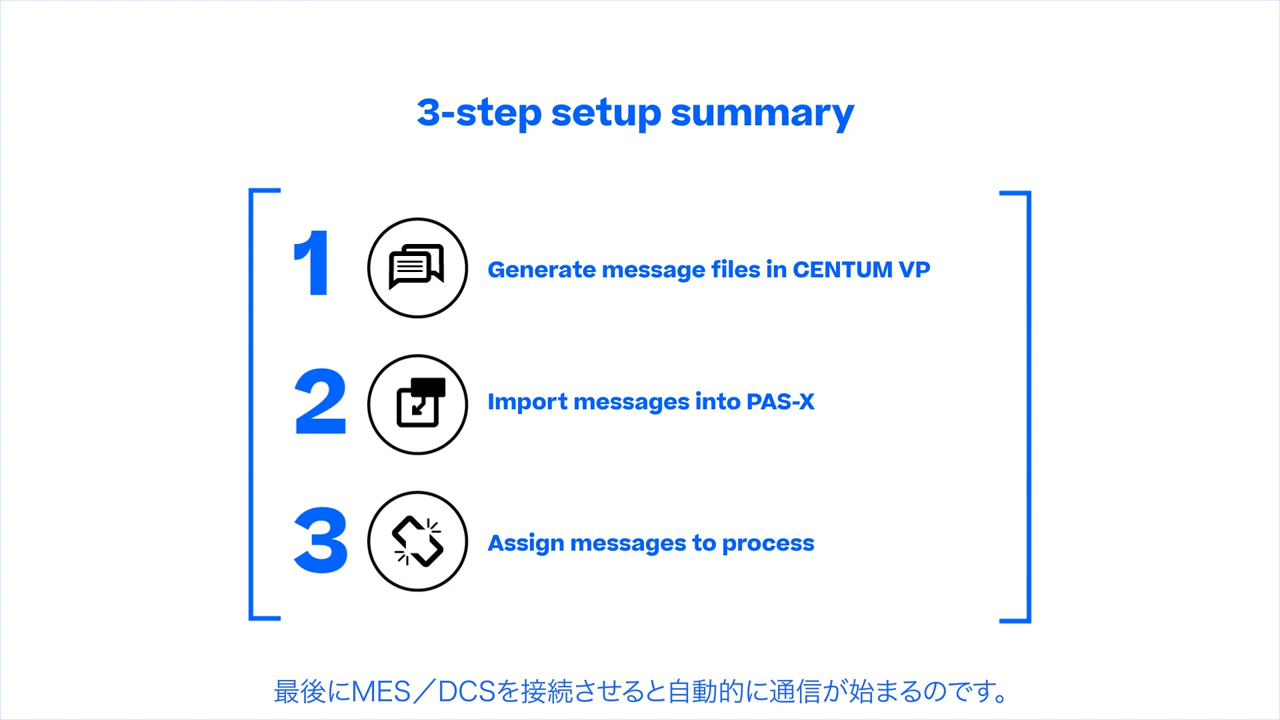 3-step setup summary
1
Generate message files in CENTUM VP
2
Import messages into PAS-X
3
Assign messages to process
最後にMES／DCSを接続させると自動的に通信が始まるのです。